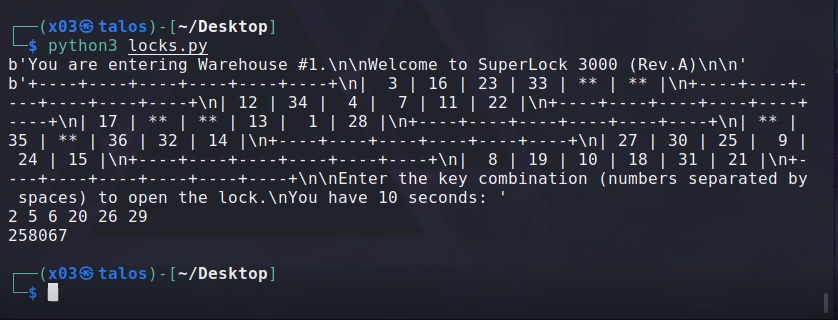 ┌──(x03㉿talos)-[~/Desktop]
└─$ python3 locks.py
b'You are entering Warehouse #1.\n\nWelcome to SuperLock 3000 (Rev.A)\n\n'
b'+----+----+----+----+----+----+\n|  3 | 16 | 23 | 33 | ** | ** |\n+----+----+-
---+----+----+----+\n| 12 | 34 |  4 |  7 | 11 | 22 |\n+----+----+----+----+----+
----+\n| 17 | ** | ** | 13 |  1 | 28 |\n+----+----+----+----+----+----+\n| ** | 
35 | ** | 36 | 32 | 14 |\n+----+----+----+----+----+----+\n| 27 | 30 | 25 |  9 |
 24 | 15 |\n+----+----+----+----+----+----+\n|  8 | 19 | 10 | 18 | 31 | 21 |\n+-
---+----+----+----+----+----+\n\nEnter the key combination (numbers separated by
 spaces) to open the lock.\nYou have 10 seconds: '
2 5 6 20 26 29
258067
┌──(x03㉿talos)-[~/Desktop]
└─$